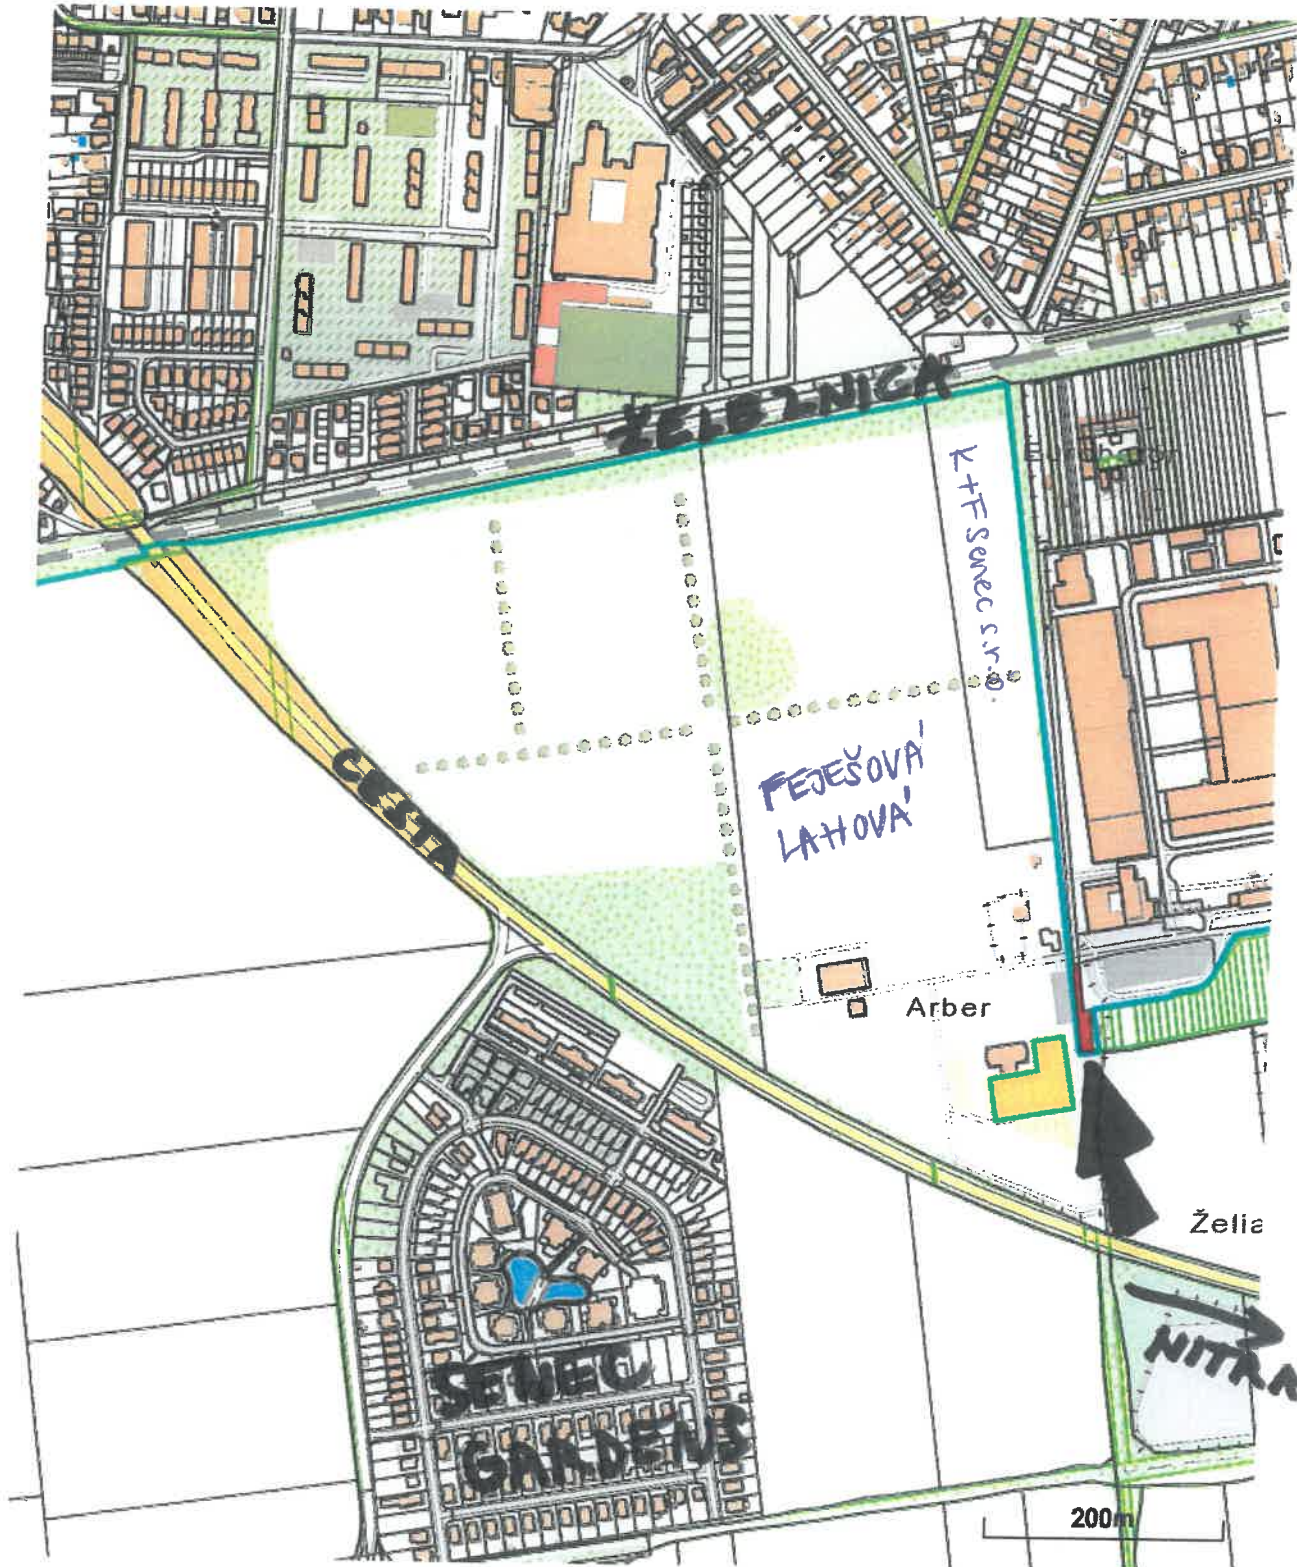 ŽELEZNICA
K+F Senec s.r.o.
CESTA
FEJEŠOVÁ
LAHOVÁ
Arber
Želia
NITRA
SENEC
GARDENS
200m